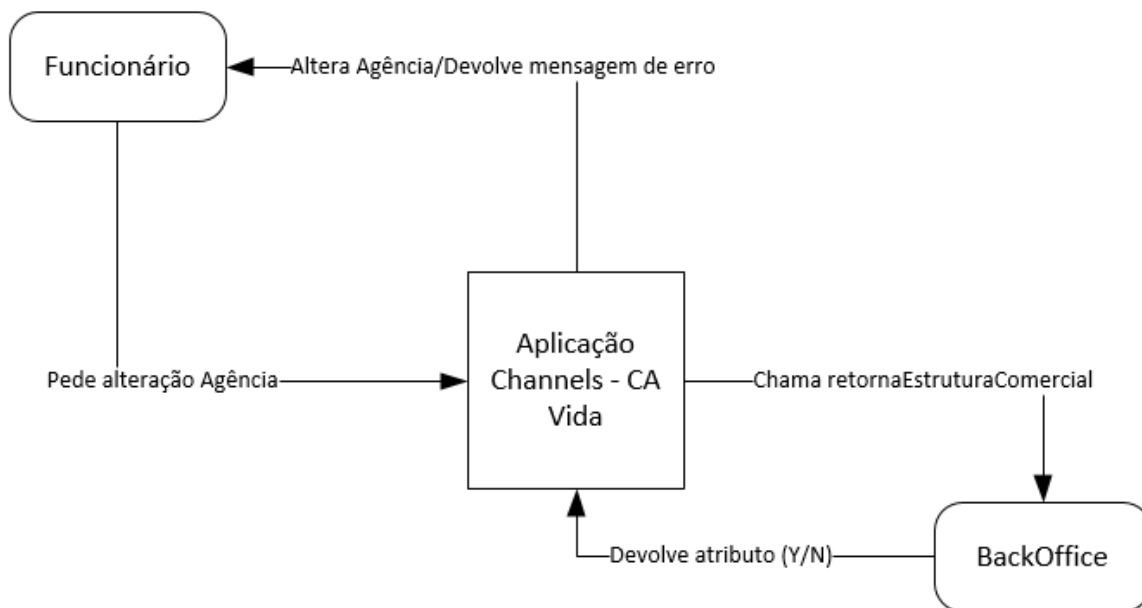 Funcionário
Altera Agência/Devolve mensagem de erro
Aplicação
Channels - CA
Vida
Pede alteração Agência
Chama retornaEstruturaComercial
Devolve atributo (Y/N)
BackOffice